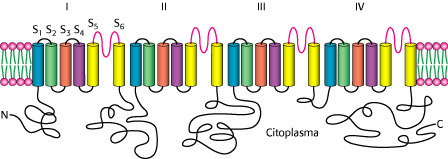 I II III IV
S1 S2 S3 S4 S5 S6
N
Citoplasma
C